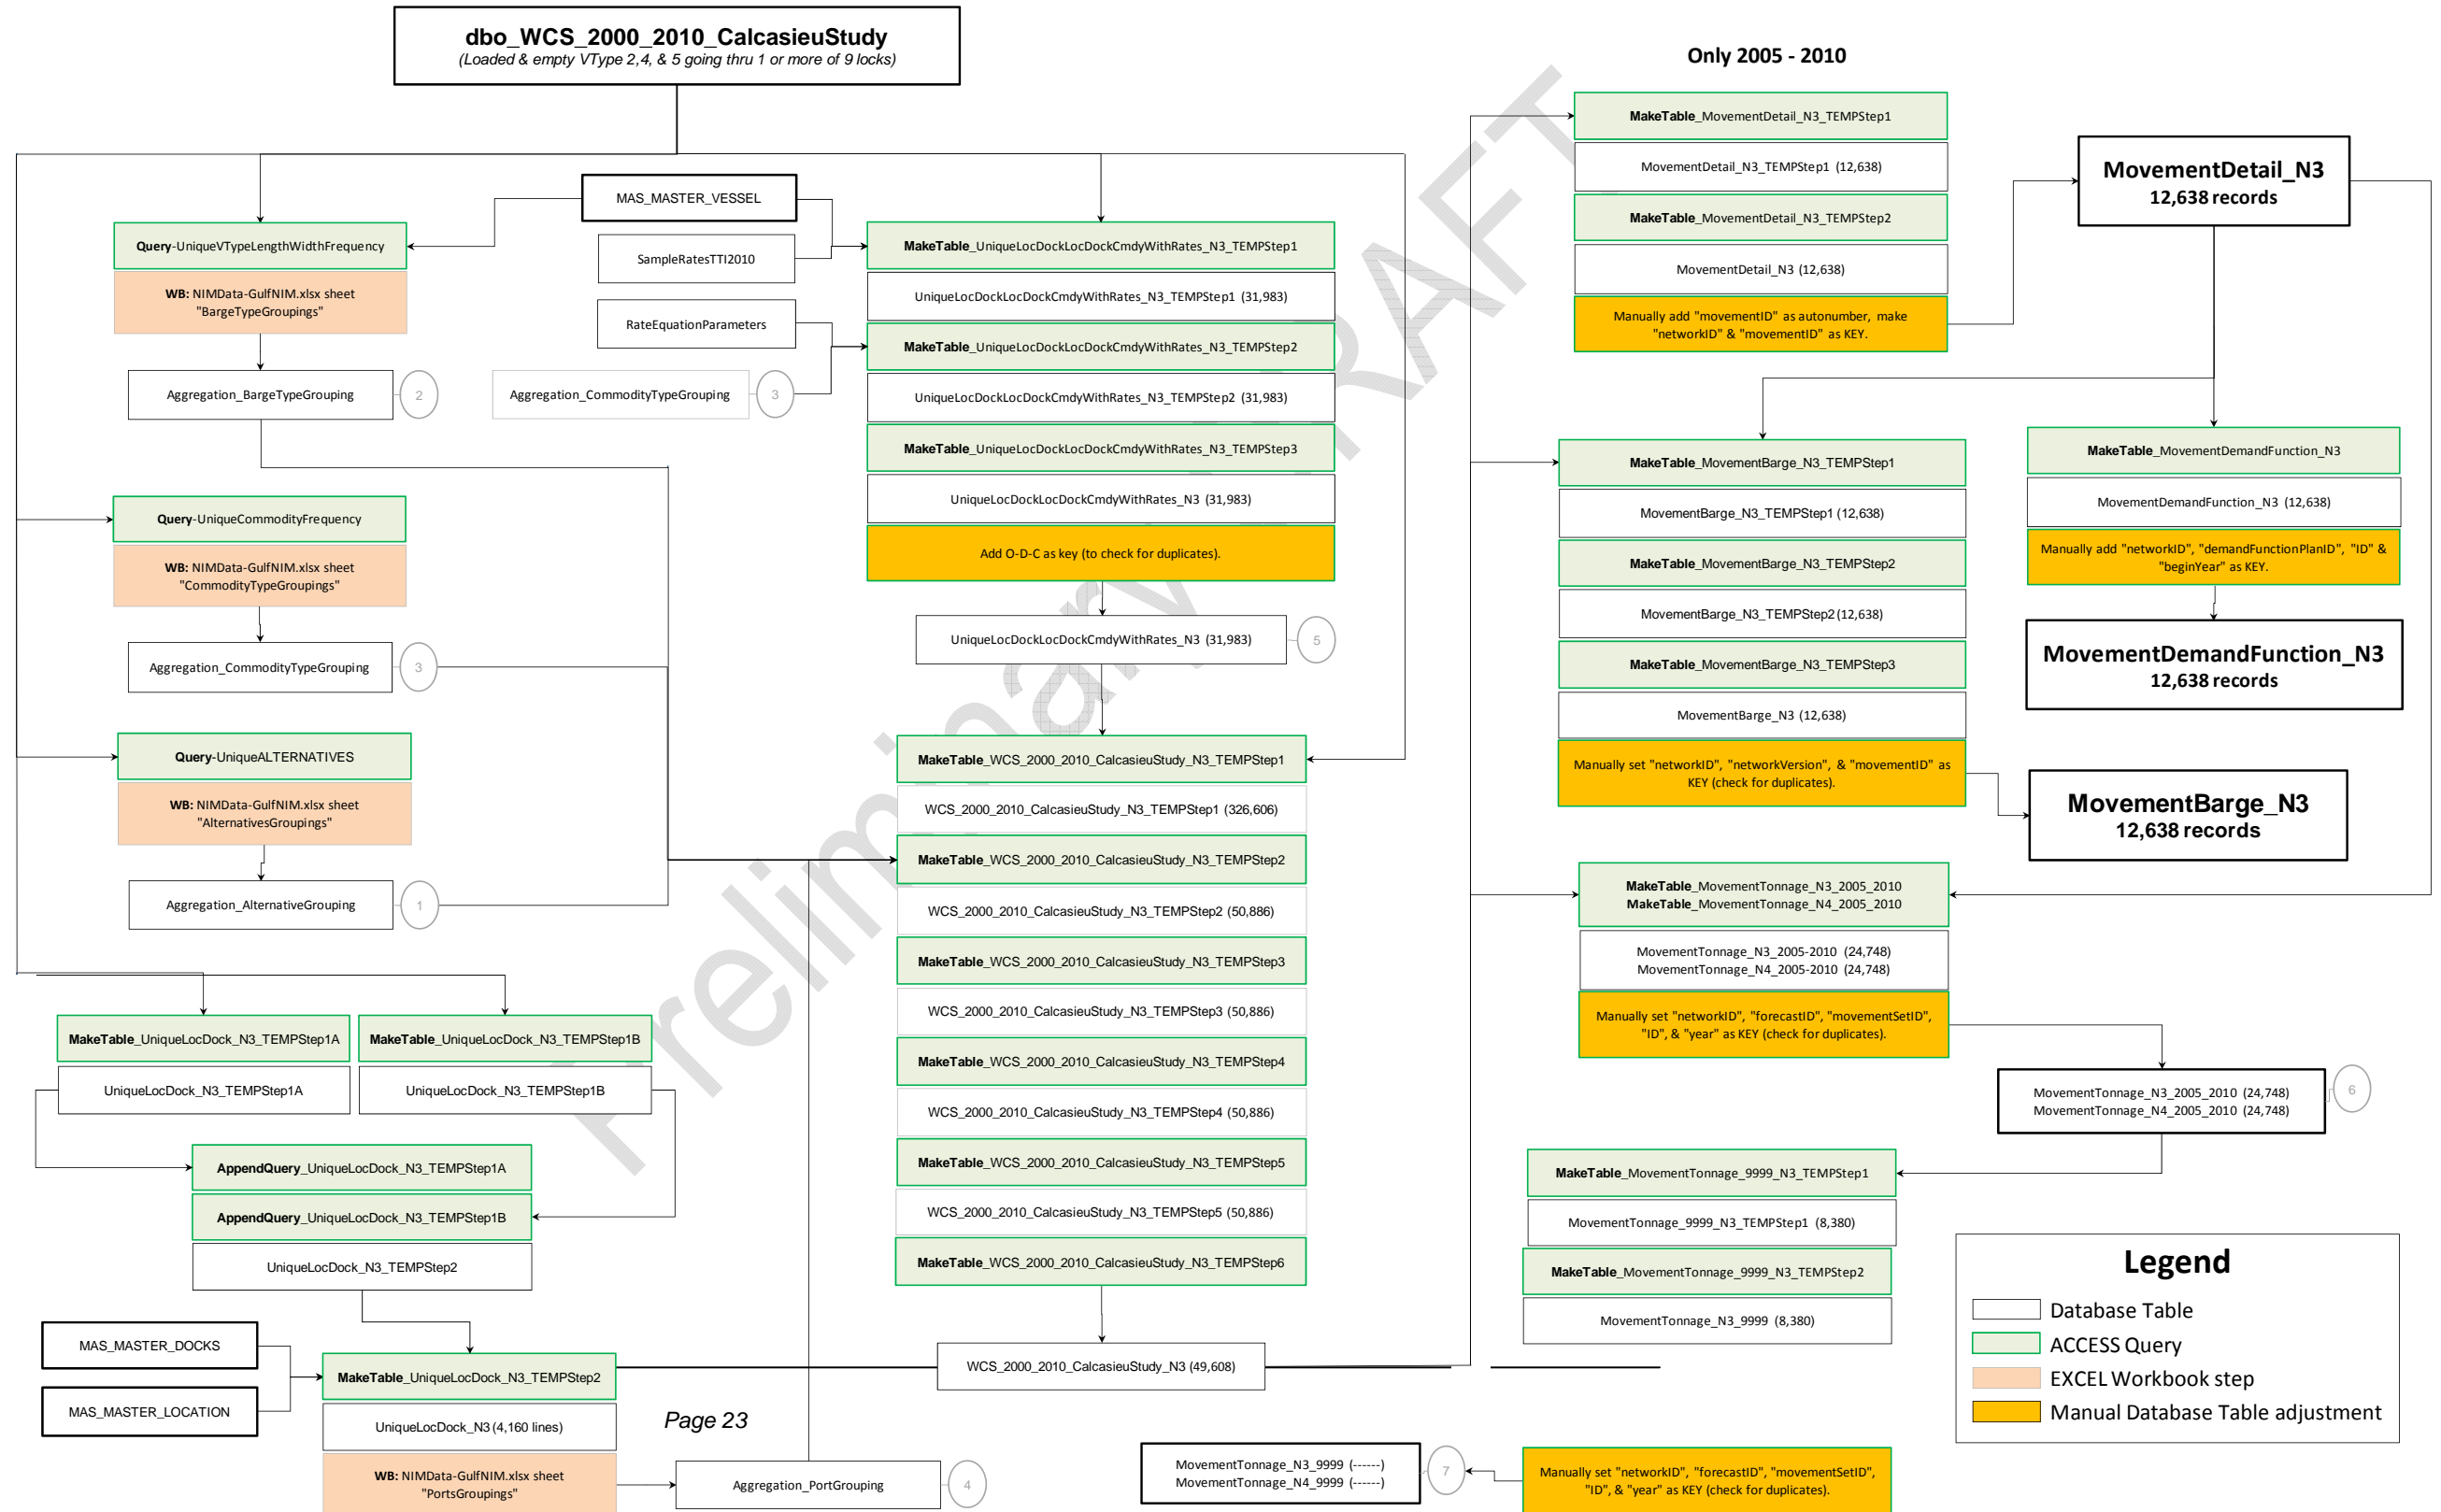 dbo_WCS_2000_2010_CalcasieuStudy
(Loaded & empty VType 2,4, & 5 going thru 1 or more of 9 locks)
Only 2005 - 2010
Preliminary DRAFT
MAS_MASTER_VESSEL
Query-UniqueVTypeLengthWidthFrequency
WB: NIMData-GulfNIM.xlsx sheet
"BargeTypeGroupings"
Aggregation_BargeTypeGrouping
2
SampleRatesTTI2010
RateEquationParameters
Aggregation_CommodityTypeGrouping
3
Query-UniqueCommodityFrequency
WB: NIMData-GulfNIM.xlsx sheet
"CommodityTypeGroupings"
Aggregation_CommodityTypeGrouping
3
Query-UniqueALTERNATIVES
WB: NIMData-GulfNIM.xlsx sheet
"AlternativesGroupings"
Aggregation_AlternativeGrouping
1
MakeTable_UniqueLocDock_N3_TEMPStep1A
MakeTable_UniqueLocDock_N3_TEMPStep1B
UniqueLocDock_N3_TEMPStep1A
UniqueLocDock_N3_TEMPStep1B
AppendQuery_UniqueLocDock_N3_TEMPStep1A
AppendQuery_UniqueLocDock_N3_TEMPStep1B
UniqueLocDock_N3_TEMPStep2
MAS_MASTER_DOCKS
MAS_MASTER_LOCATION
MakeTable_UniqueLocDock_N3_TEMPStep2
UniqueLocDock_N3 (4,160 lines)
WB: NIMData-GulfNIM.xlsx sheet
"PortsGroupings"
Page 23
Aggregation_PortGrouping
4
MakeTable_UniqueLocDockLocDockCmdyWithRates_N3_TEMPStep1
UniqueLocDockLocDockCmdyWithRates_N3_TEMPStep1 (31,983)
MakeTable_UniqueLocDockLocDockCmdyWithRates_N3_TEMPStep2
UniqueLocDockLocDockCmdyWithRates_N3_TEMPStep2 (31,983)
MakeTable_UniqueLocDockLocDockCmdyWithRates_N3_TEMPStep3
UniqueLocDockLocDockCmdyWithRates_N3 (31,983)
Add O-D-C as key (to check for duplicates).
UniqueLocDockLocDockCmdyWithRates_N3 (31,983)
5
MakeTable_WCS_2000_2010_CalcasieuStudy_N3_TEMPStep1
WCS_2000_2010_CalcasieuStudy_N3_TEMPStep1 (326,606)
MakeTable_WCS_2000_2010_CalcasieuStudy_N3_TEMPStep2
WCS_2000_2010_CalcasieuStudy_N3_TEMPStep2 (50,886)
MakeTable_WCS_2000_2010_CalcasieuStudy_N3_TEMPStep3
WCS_2000_2010_CalcasieuStudy_N3_TEMPStep3 (50,886)
MakeTable_WCS_2000_2010_CalcasieuStudy_N3_TEMPStep4
WCS_2000_2010_CalcasieuStudy_N3_TEMPStep4 (50,886)
MakeTable_WCS_2000_2010_CalcasieuStudy_N3_TEMPStep5
WCS_2000_2010_CalcasieuStudy_N3_TEMPStep5 (50,886)
MakeTable_WCS_2000_2010_CalcasieuStudy_N3_TEMPStep6
WCS_2000_2010_CalcasieuStudy_N3 (49,608)
MakeTable_MovementDetail_N3_TEMPStep1
MovementDetail_N3_TEMPStep1 (12,638)
MakeTable_MovementDetail_N3_TEMPStep2
MovementDetail_N3 (12,638)
Manually add "movementID" as autonumber, make
"networkID" & "movementID" as KEY.
MovementDetail_N3
12,638 records
MakeTable_MovementBarge_N3_TEMPStep1
MovementBarge_N3_TEMPStep1 (12,638)
MakeTable_MovementBarge_N3_TEMPStep2
MovementBarge_N3_TEMPStep2 (12,638)
MakeTable_MovementBarge_N3_TEMPStep3
MovementBarge_N3 (12,638)
Manually set "networkID", "networkVersion", & "movementID" as
KEY (check for duplicates).
MakeTable_MovementDemandFunction_N3
MovementDemandFunction_N3 (12,638)
Manually add "networkID", "demandFunctionPlanID", "ID" &
"beginYear" as KEY.
MovementDemandFunction_N3
12,638 records
MovementBarge_N3
12,638 records
MakeTable_MovementTonnage_N3_2005_2010
MakeTable_MovementTonnage_N4_2005_2010
MovementTonnage_N3_2005-2010 (24,748)
MovementTonnage_N4_2005-2010 (24,748)
Manually set "networkID", "forecastID", "movementSetID",
"ID", & "year" as KEY (check for duplicates).
MovementTonnage_N3_2005_2010 (24,748)
MovementTonnage_N4_2005_2010 (24,748)
6
MakeTable_MovementTonnage_9999_N3_TEMPStep1
MovementTonnage_9999_N3_TEMPStep1 (8,380)
MakeTable_MovementTonnage_9999_N3_TEMPStep2
MovementTonnage_N3_9999 (8,380)
Manually set "networkID", "forecastID", "movementSetID",
"ID", & "year" as KEY (check for duplicates).
MovementTonnage_N3_9999 (------)
MovementTonnage_N4_9999 (------)
7
Legend
Database Table
ACCESS Query
EXCEL Workbook step
Manual Database Table adjustment